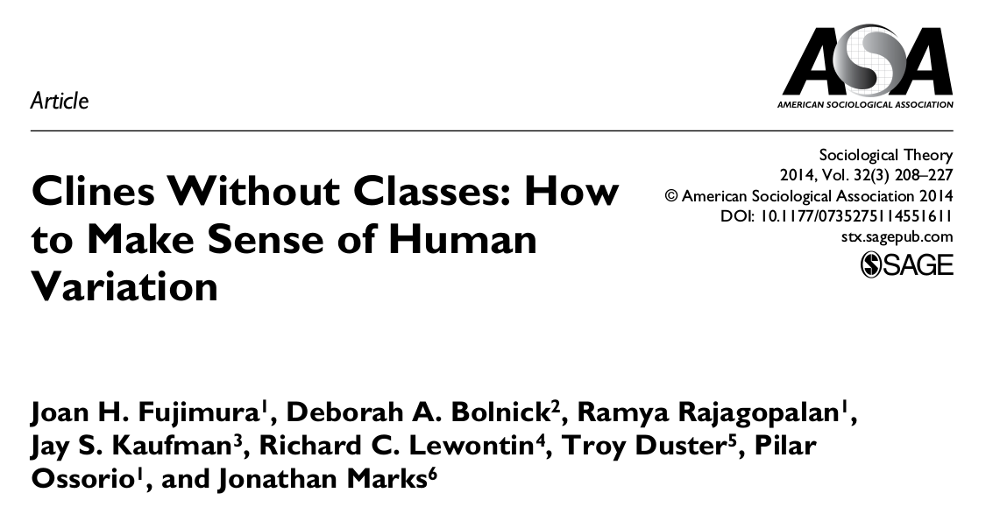 ASA
AMERICAN SOCIOLOGICAL ASSOCIATION
Article
Sociological Theory
2014, Vol. 32(3) 208–227
© American Sociological Association 2014
DOI: 10.1177/0735275114551611
stx.sagepub.com
SAGE
Clines Without Classes: How
to Make Sense of Human
Variation
Joan H. Fujimura1, Deborah A. Bolnick2, Ramya Rajagopalan1,
Jay S. Kaufman3, Richard C. Lewontin4, Troy Duster5, Pilar
Ossorio1, and Jonathan Marks6